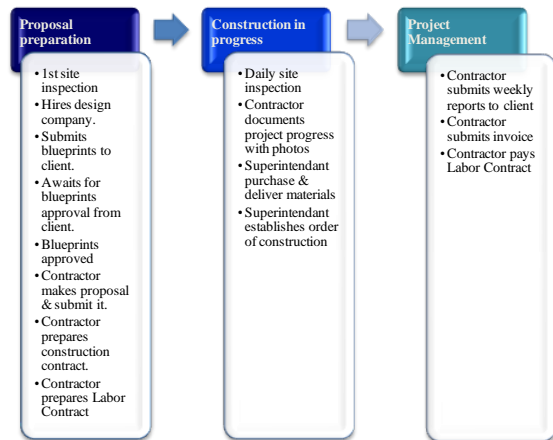 Proposal
preparation
• 1st site
inspection
• Hires design
company.
• Submits
blueprints to
client.
• Awaits for
blueprints
approval from
client.
• Blueprints
approved
• Contractor
makes proposal
& submit it.
• Contractor
prepares
construction
contract.
• Contractor
prepares Labor
Contract
Construction in
progress
• Daily site
inspection
• Contractor
documents
project progress
with photos
• Superintendant
purchase &
deliver materials
• Superintendant
establishes order
of construction
Project
Management
• Contractor
submits weekly
reports to client
• Contractor
submits invoice
• Contractor pays
Labor Contract